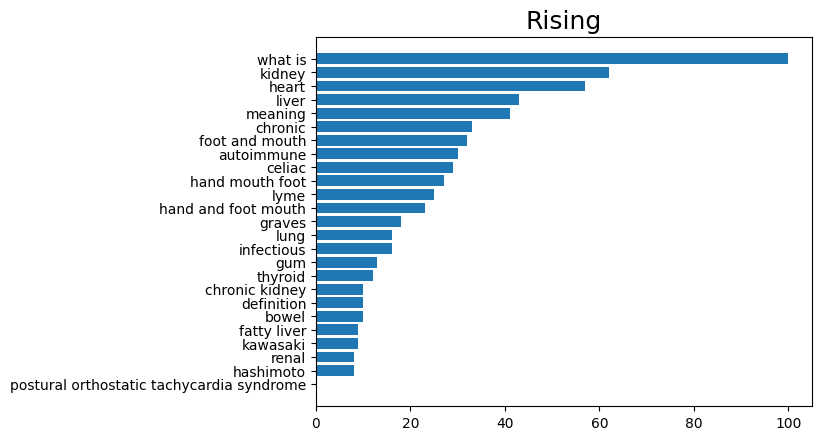 Rising
what is
kidney
heart
liver
meaning
chronic
foot and mouth
autoimmune
celiac
hand mouth foot
lyme
hand and foot mouth
graves
lung
infectious
gum
thyroid
chronic kidney
definition
bowel
fatty liver
kawasaki
renal
hashimoto
postural orthostatic tachycardia syndrome
0 20 40 60 80 100